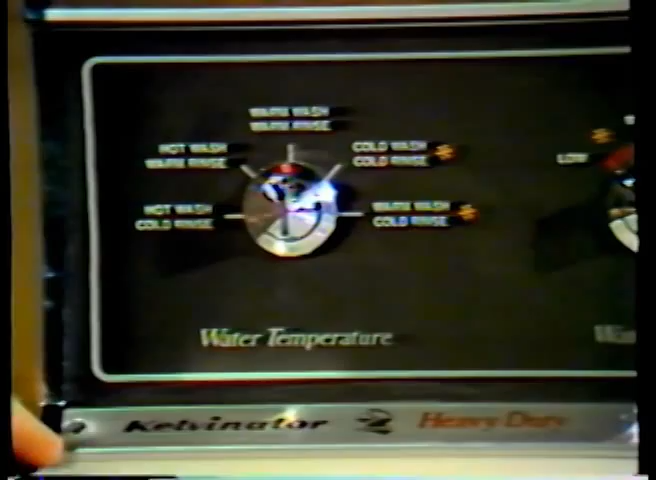 WARM WASH
WARM RINSE
HOT WASH
WARM RINSE
COLD WASH
COLD RINSE
LOW
HOT WASH
COLD RINSE
WARM WASH
COLD RINSE
Water Temperature
Kelvinator
Heavy Duty